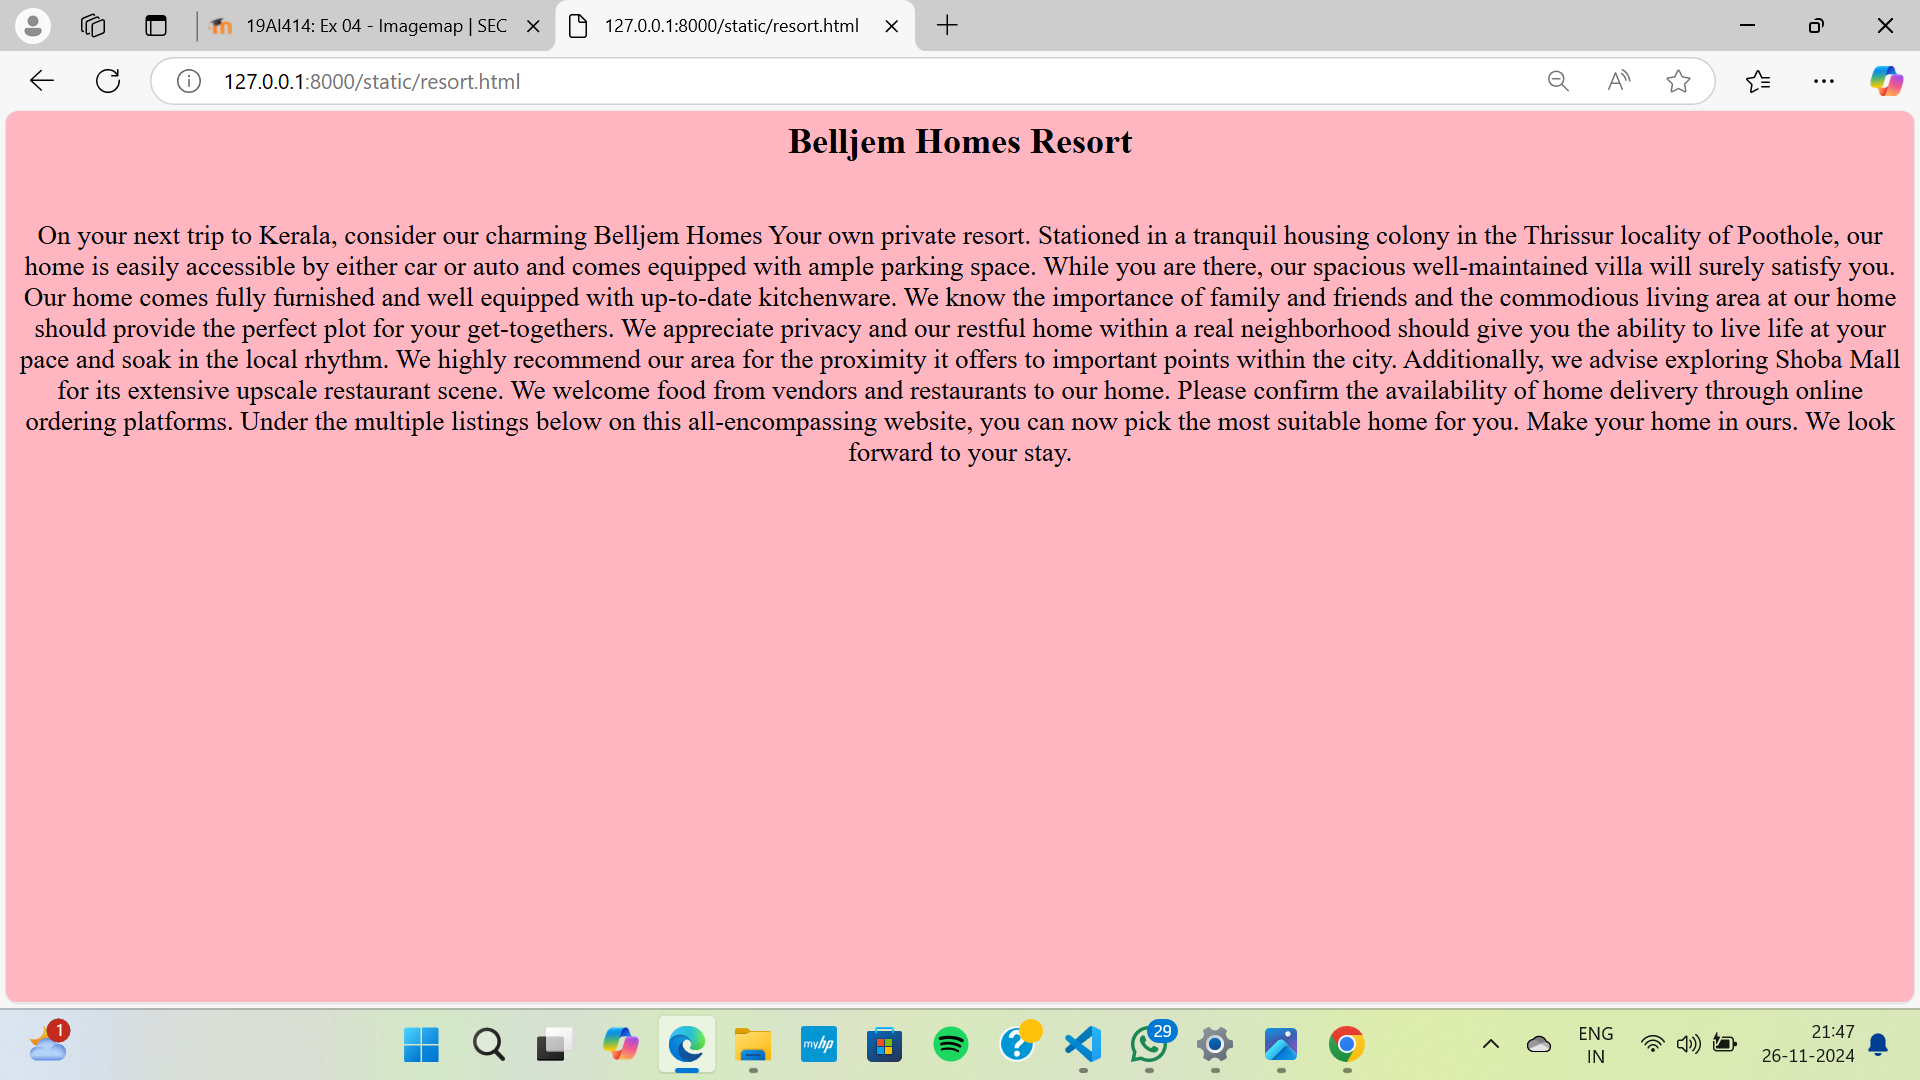 19AI414: Ex 04 - Imagemap | SEC
127.0.0.1:8000/static/resort.html
127.0.0.1:8000/static/resort.html
Belljem Homes Resort
On your next trip to Kerala, consider our charming Belljem Homes Your own private resort. Stationed in a tranquil housing colony in the Thrissur locality of Poothole, our
home is easily accessible by either car or auto and comes equipped with ample parking space. While you are there, our spacious well-maintained villa will surely satisfy you.
Our home comes fully furnished and well equipped with up-to-date kitchenware. We know the importance of family and friends and the commodious living area at our home
should provide the perfect plot for your get-togethers. We appreciate privacy and our restful home within a real neighborhood should give you the ability to live life at your
pace and soak in the local rhythm. We highly recommend our area for the proximity it offers to important points within the city. Additionally, we advise exploring Shoba Mall
for its extensive upscale restaurant scene. We welcome food from vendors and restaurants to our home. Please confirm the availability of home delivery through online
ordering platforms. Under the multiple listings below on this all-encompassing website, you can now pick the most suitable home for you. Make your home in ours. We look
forward to your stay.
1
myhp
29
ENG
IN
21:47
26-11-2024